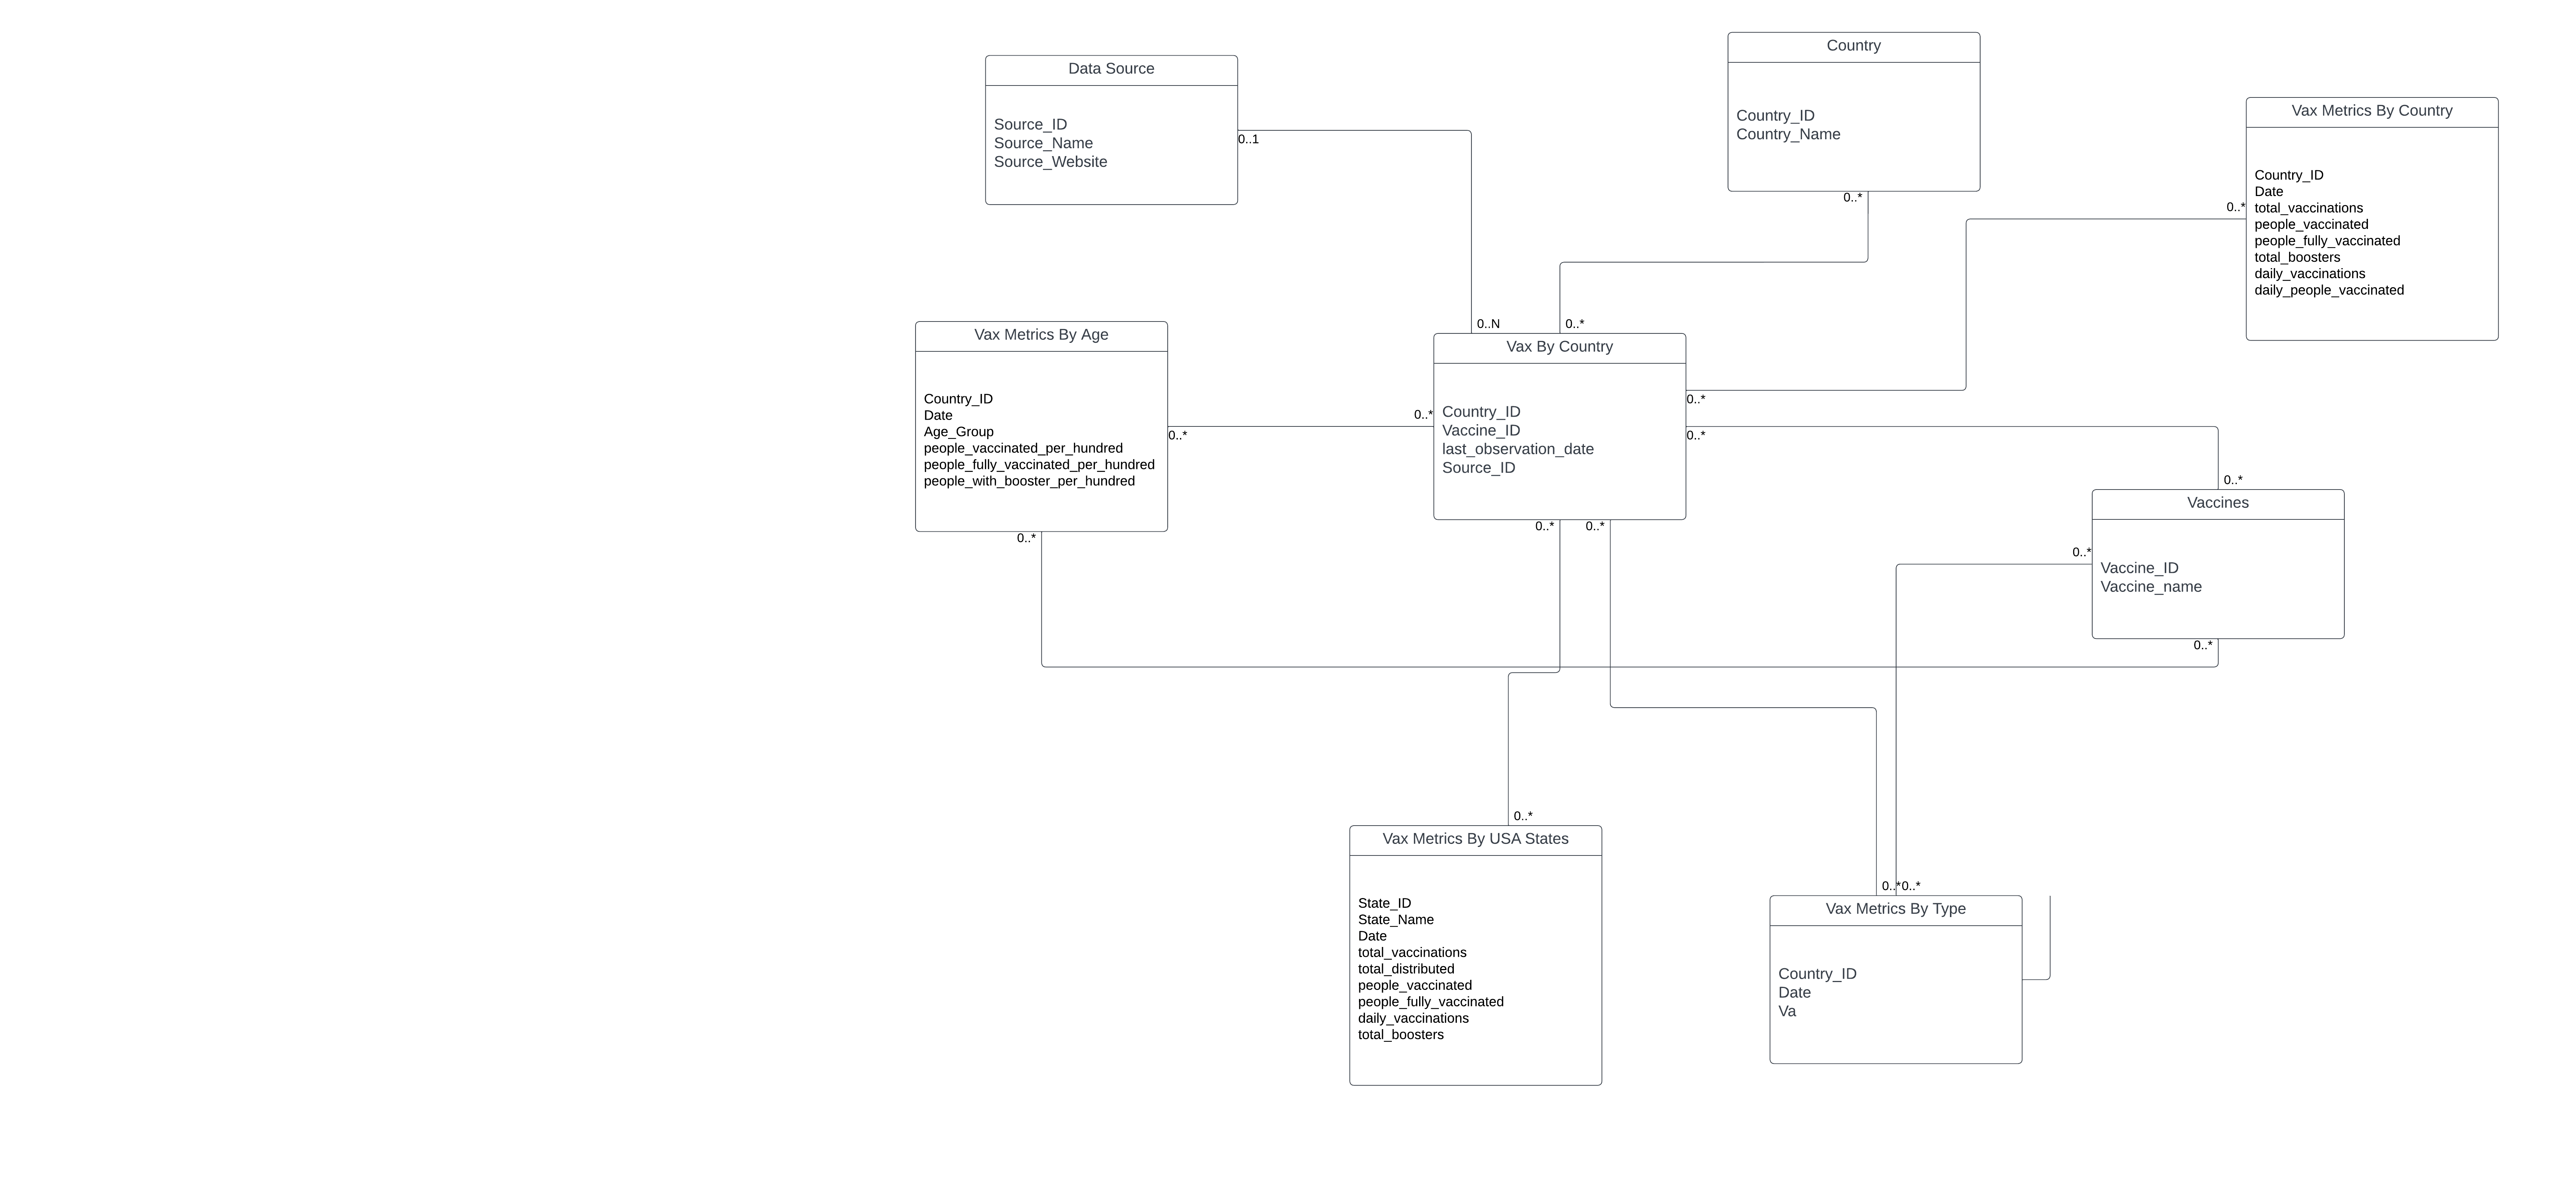 Country
Country_ID
Country_Name
0..*
Data Source
Source_ID
Source_Name
Source_Website
0..1
Vax Metrics By Country
Country_ID
Date
total_vaccinations
people_vaccinated
people_fully_vaccinated
total_boosters
daily_vaccinations
daily_people_vaccinated
0..*
Vax Metrics By Age
Country_ID
Date
Age_Group
people_vaccinated_per_hundred
people_fully_vaccinated_per_hundred
people_with_booster_per_hundred
0..*
0..*
0..N
0..*
Vax By Country
Country_ID
Vaccine_ID
last_observation_date
Source_ID
0..*
0..*
0..*
0..*
0..*
0..*
Vaccines
Vaccine_ID
Vaccine_name
0..*
0..*
0..*
Vax Metrics By USA States
State_ID
State_Name
Date
total_vaccinations
total_distributed
people_vaccinated
people_fully_vaccinated
daily_vaccinations
total_boosters
0..*
0..*
Vax Metrics By Type
Country_ID
Date
Va